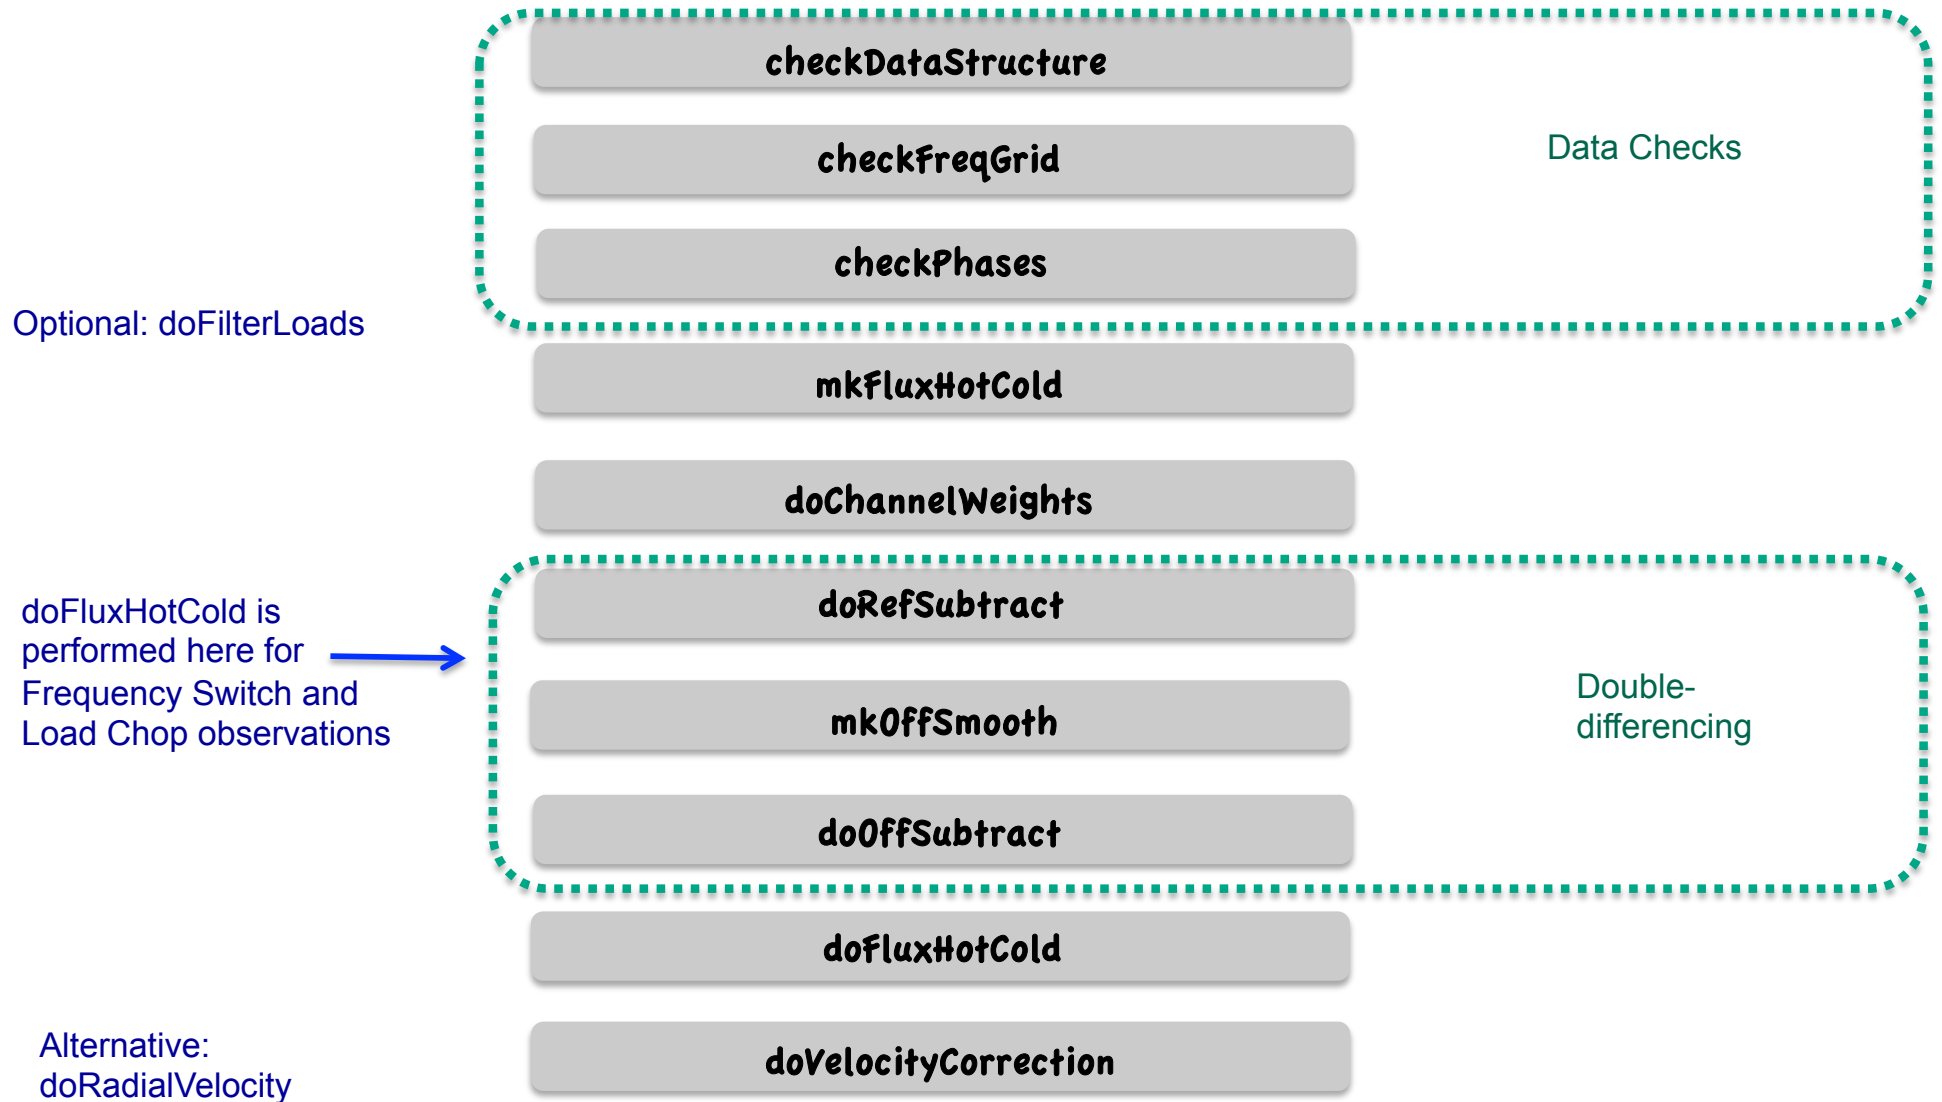 checkDataStructure
checkFreqGrid
Data Checks
checkPhases
Optional: doFilterLoads
mkFluxHotCold
doChannelWeights
doRefSubtract
doFluxHotCold is
performed here for
Frequency Switch and
Load Chop observations
mkOffSmooth
Double-
differencing
doOffSubtract
doFluxHotCold
Alternative:
doRadialVelocity
doVelocityCorrection